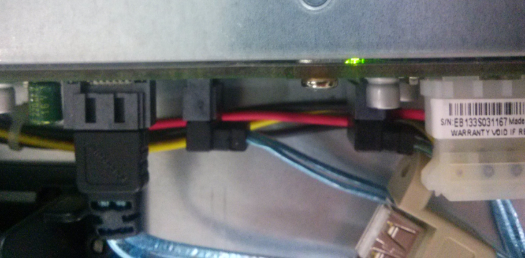 S/N:EB133S031167 Made
WARRANTY VOID IF RE